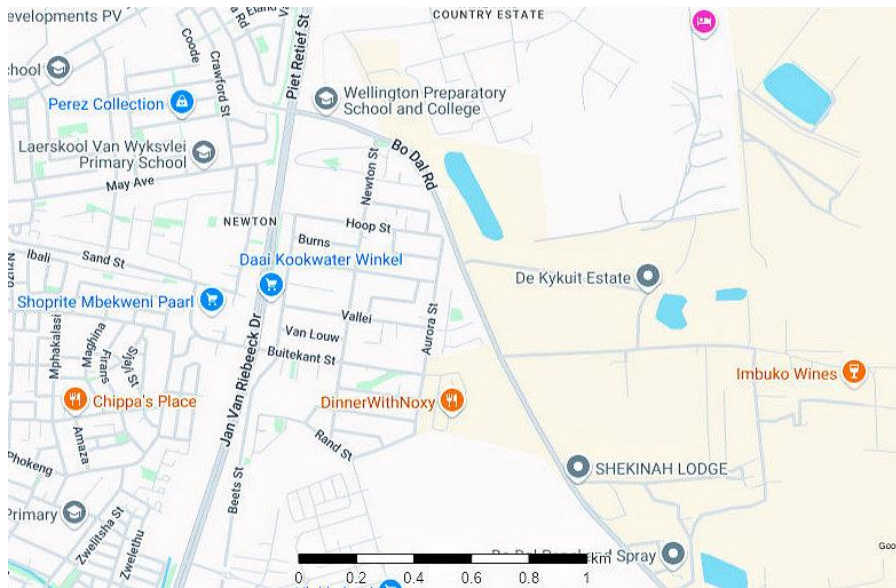 evelopments PV
COUNTRY ESTATE
Coode
Crawford St
Piet Retief St
chool
Perez Collection
Wellington Preparatory
School and College
Laerskool Van Wyksvlei
Primary School
Bo Dal Rd
Newton St
May Ave
NEWTON
Hoop St
Burns
Ibali
Sand St
Daai Kookwater Winkel
De Kykuit Estate
Shoprite Mbekweni Paarl
Vallei
Aurora St
Mphakalasi
Maghina
Firans
Van Louw
Buitekant St
Jan Van Riebeeck Dr
Imbuko Wines
Chippa's Place
DinnerWithNoxy
Amaza
Rand St
Phokeng
Beets St
SHEKINAH LODGE
Primary
Zwelitsha St
Zwelethu
Spray
Goo
km
0 0.2 0.4 0.6 0.8 1